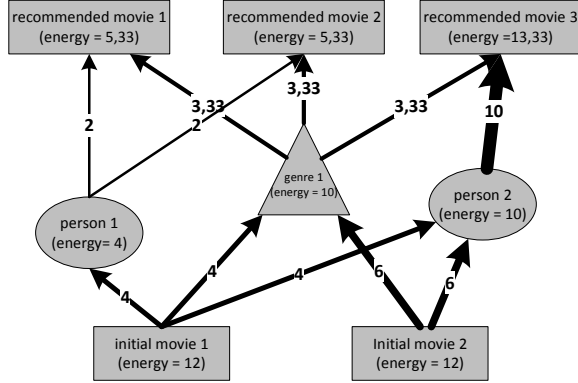 recommended movie 1
(energy = 5,33)
recommended movie 2
(energy = 5,33)
recommended movie 3
(energy =13,33)
2
3,33
2
3,33
3,33
10
person 1
(energy= 4)
genre 1
(energy = 10)
person 2
(energy = 10)
4
4
4
6
6
initial movie 1
(energy = 12)
Initial movie 2
(energy = 12)